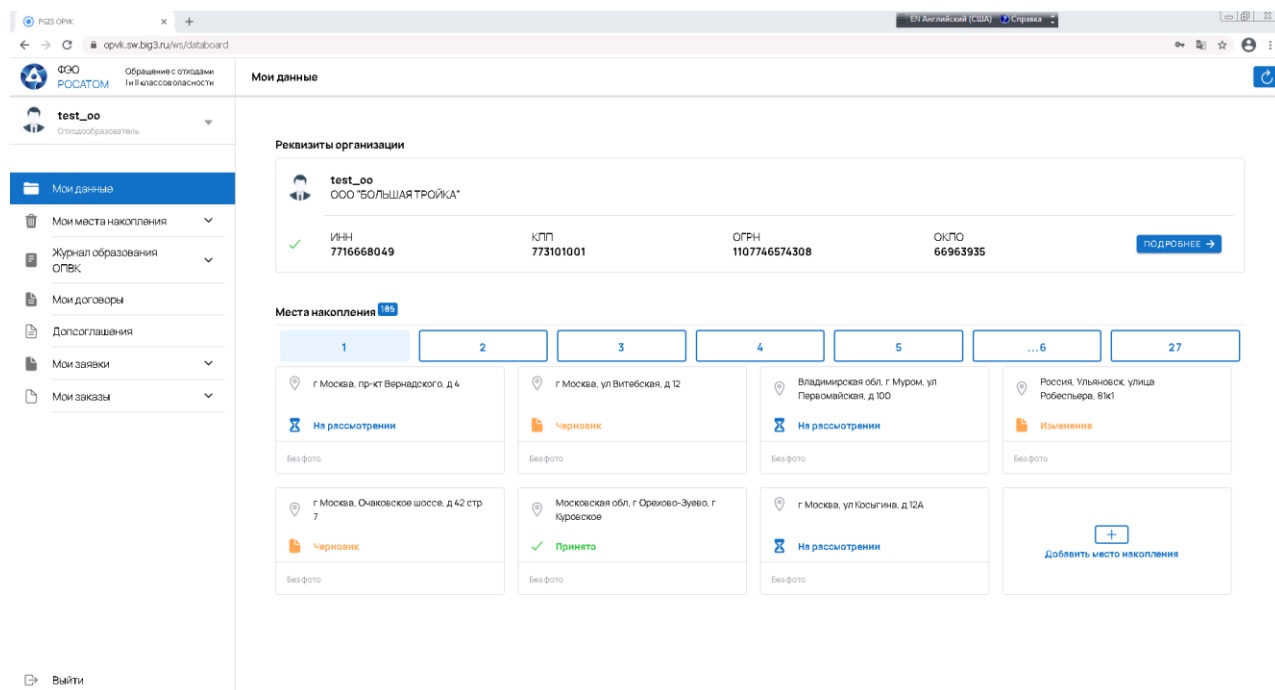 FGIS OPVK
EN Английский (США) Справка
opvk.sw.big3.ru/ws/databoard
ФЭО РОСАТОМ
Обращение с отходами I и II классов опасности
Мои данные
test_oo
Отходообразователь
Мои данные
Мои места накопления
Журнал образования ОПВК
Мои договоры
Допсоглашения
Мои заявки
Мои заказы
Выйти
Реквизиты организации
test_oo
ООО "БОЛЬШАЯ ТРОЙКА"
ИНН КПП ОГРН ОКПО
7716668049 773101001 1107746574308 66963935
ПОДРОБНЕЕ →
Места накопления 185
1 2 3 4 5 ...6 27
г Москва, пр-кт Вернадского, д 4
На рассмотрении
Без фото
г Москва, ул Витебская, д 12
Черновик
Без фото
Владимирская обл, г Муром, ул
Первомайская, д 100
На рассмотрении
Без фото
Россия, Ульяновск, улица
Робеспьера, 81к1
Изменение
Без фото
г Москва, Очаковское шоссе, д 42 стр
7
Черновик
Без фото
Московская обл, г Орехово-Зуево, г
Куровское
Принято
Без фото
г Москва, ул Косыгина, д 12А
На рассмотрении
Без фото
Добавить место накопления